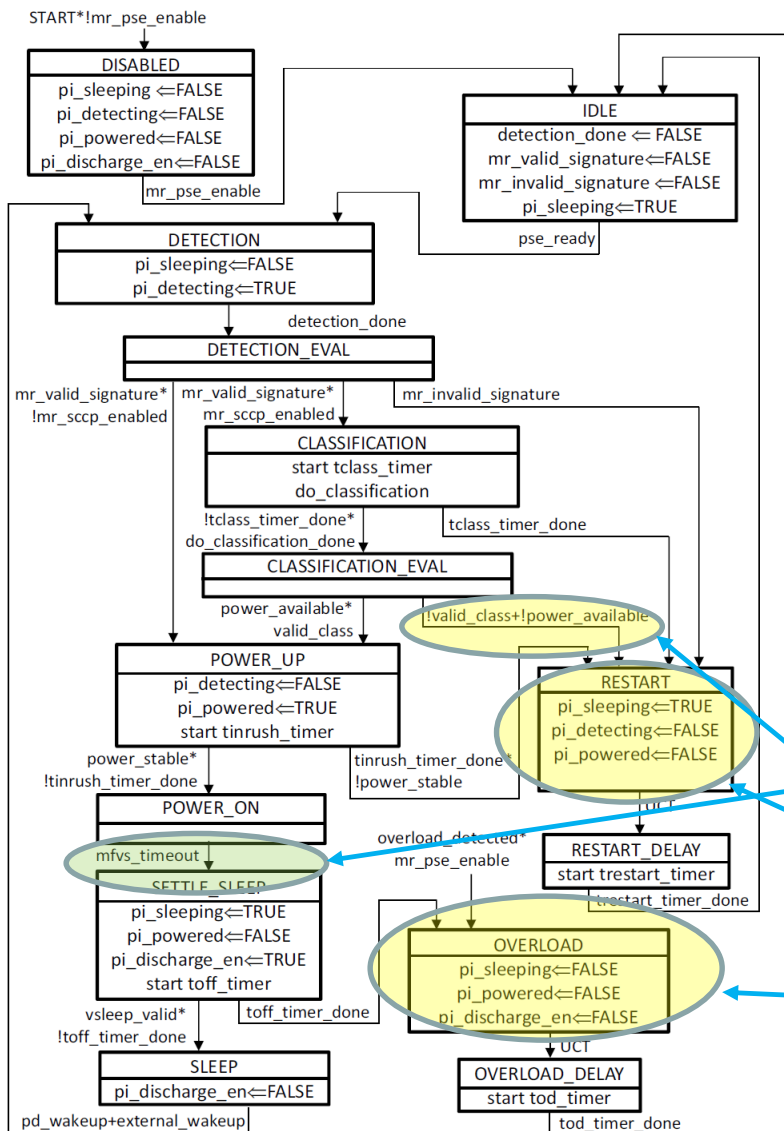 START*!mr_pse_enable
DISABLED
pi_sleeping ⇐FALSE
pi_detecting⇐FALSE
pi_powered⇐FALSE
pi_discharge_en⇐FALSE
mr_pse_enable
IDLE
detection_done ⇐ FALSE
mr_valid_signature⇐FALSE
mr_invalid_signature ⇐FALSE
pi_sleeping⇐TRUE
pse_ready
DETECTION
pi_sleeping⇐FALSE
pi_detecting⇐TRUE
detection_done
DETECTION_EVAL
mr_valid_signature*
!mr_sccp_enabled
mr_valid_signature*
mr_sccp_enabled
mr_invalid_signature
CLASSIFICATION
start tclass_timer
do_classification
!tclass_timer_done*
do_classification_done
tclass_timer_done
CLASSIFICATION_EVAL
power_available*
valid_class
!valid_class+!power_available
POWER_UP
pi_detecting⇐FALSE
pi_powered⇐TRUE
start tinrush_timer
RESTART
pi_sleeping⇐TRUE
pi_detecting⇐FALSE
pi_powered⇐FALSE
power_stable*
!tinrush_timer_done
tinrush_timer_done*
!power_stable
UCT
POWER_ON
mfvs_timeout
overload_detected*
mr_pse_enable
RESTART_DELAY
start trestart_timer
trestart_timer_done
SETTLE_SLEEP
pi_sleeping⇐TRUE
pi_powered⇐FALSE
pi_discharge_en⇐TRUE
start toff_timer
OVERLOAD
pi_sleeping⇐FALSE
pi_powered⇐FALSE
pi_discharge_en⇐FALSE
vsleep_valid*
!toff_timer_done
toff_timer_done
UCT
SLEEP
pi_discharge_en⇐FALSE
OVERLOAD_DELAY
start tod_timer
pd_wakeup+external_wakeup
tod_timer_done